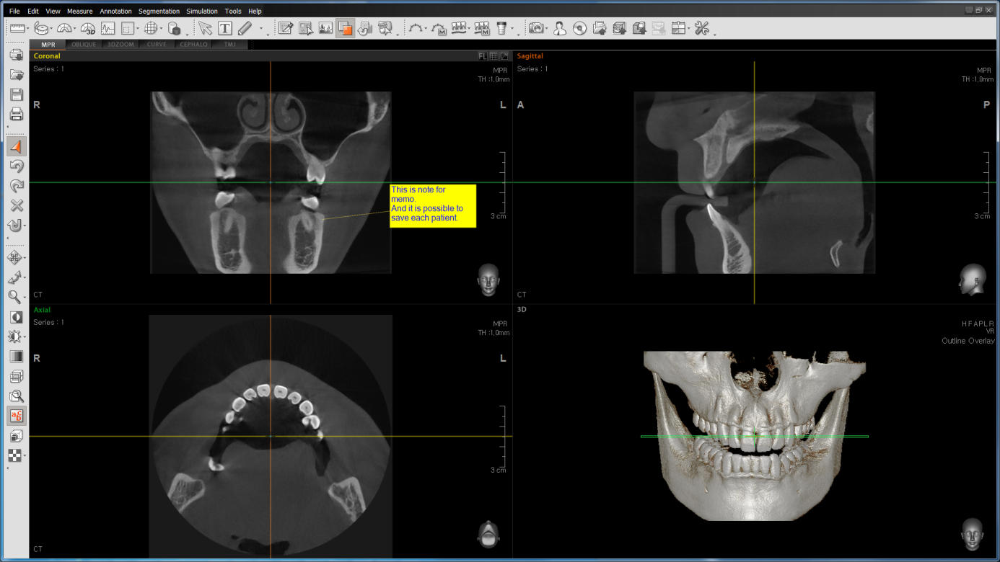 File Edit View Measure Annotation Segmentation Simulation Tools Help
T 3D M M
MPR OBLIQUE 3DZOOM CURVE CEPHALO TMJ
Coronal FL
Series : 1 MPR
TH :1,0mm
R L
3 cm
This is note for
memo.
And it is possible to
save each patient.
CT
Sagittal
Series : 1 MPR
TH :1,0mm
A P
3 cm
CT
Axial
Series : 1 MPR
TH :1,0mm
R L
3 cm
CT
3D
H F A P L R
VR
Outline Overlay